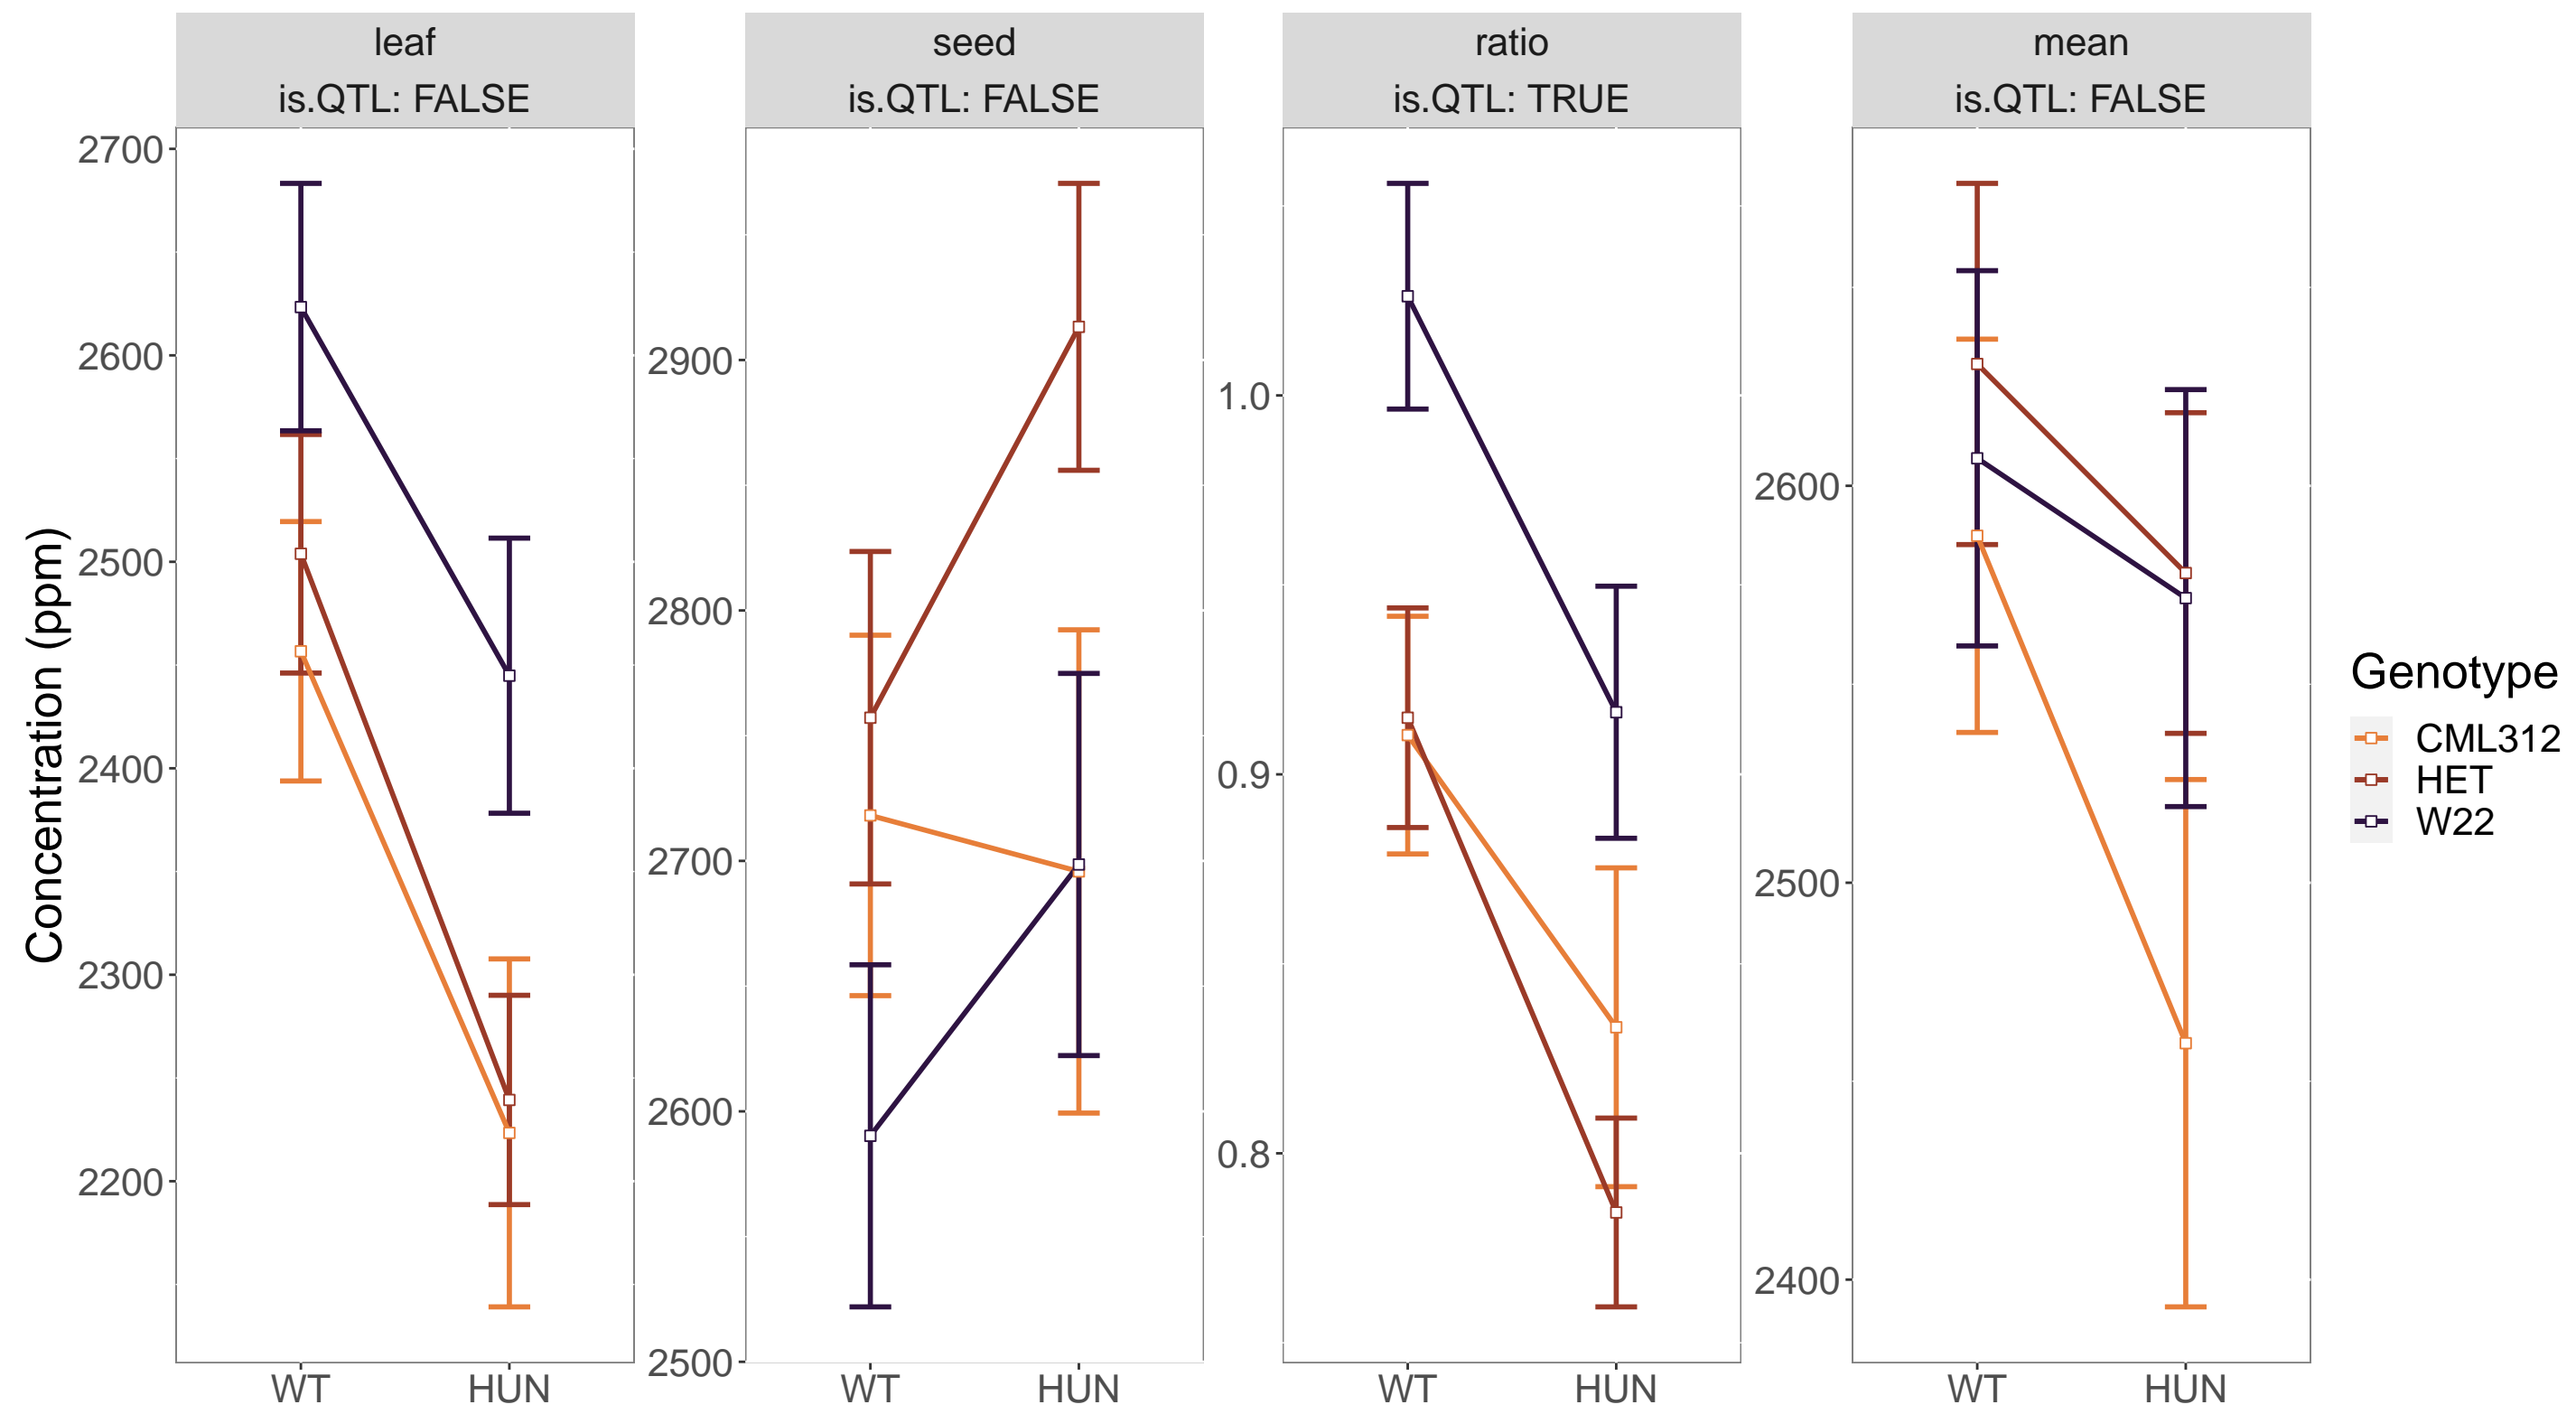 leaf
is.QTL: FALSE
seed
is.QTL: FALSE
ratio
is.QTL: TRUE
mean
is.QTL: FALSE
Concentration (ppm)
2700
2600
2500
2400
2300
2200
2900
2800
2700
2600
2500
1.0
0.9
0.8
2600
2500
2400
WT HUN
WT HUN
WT HUN
WT HUN
Genotype
CML312
HET
W22